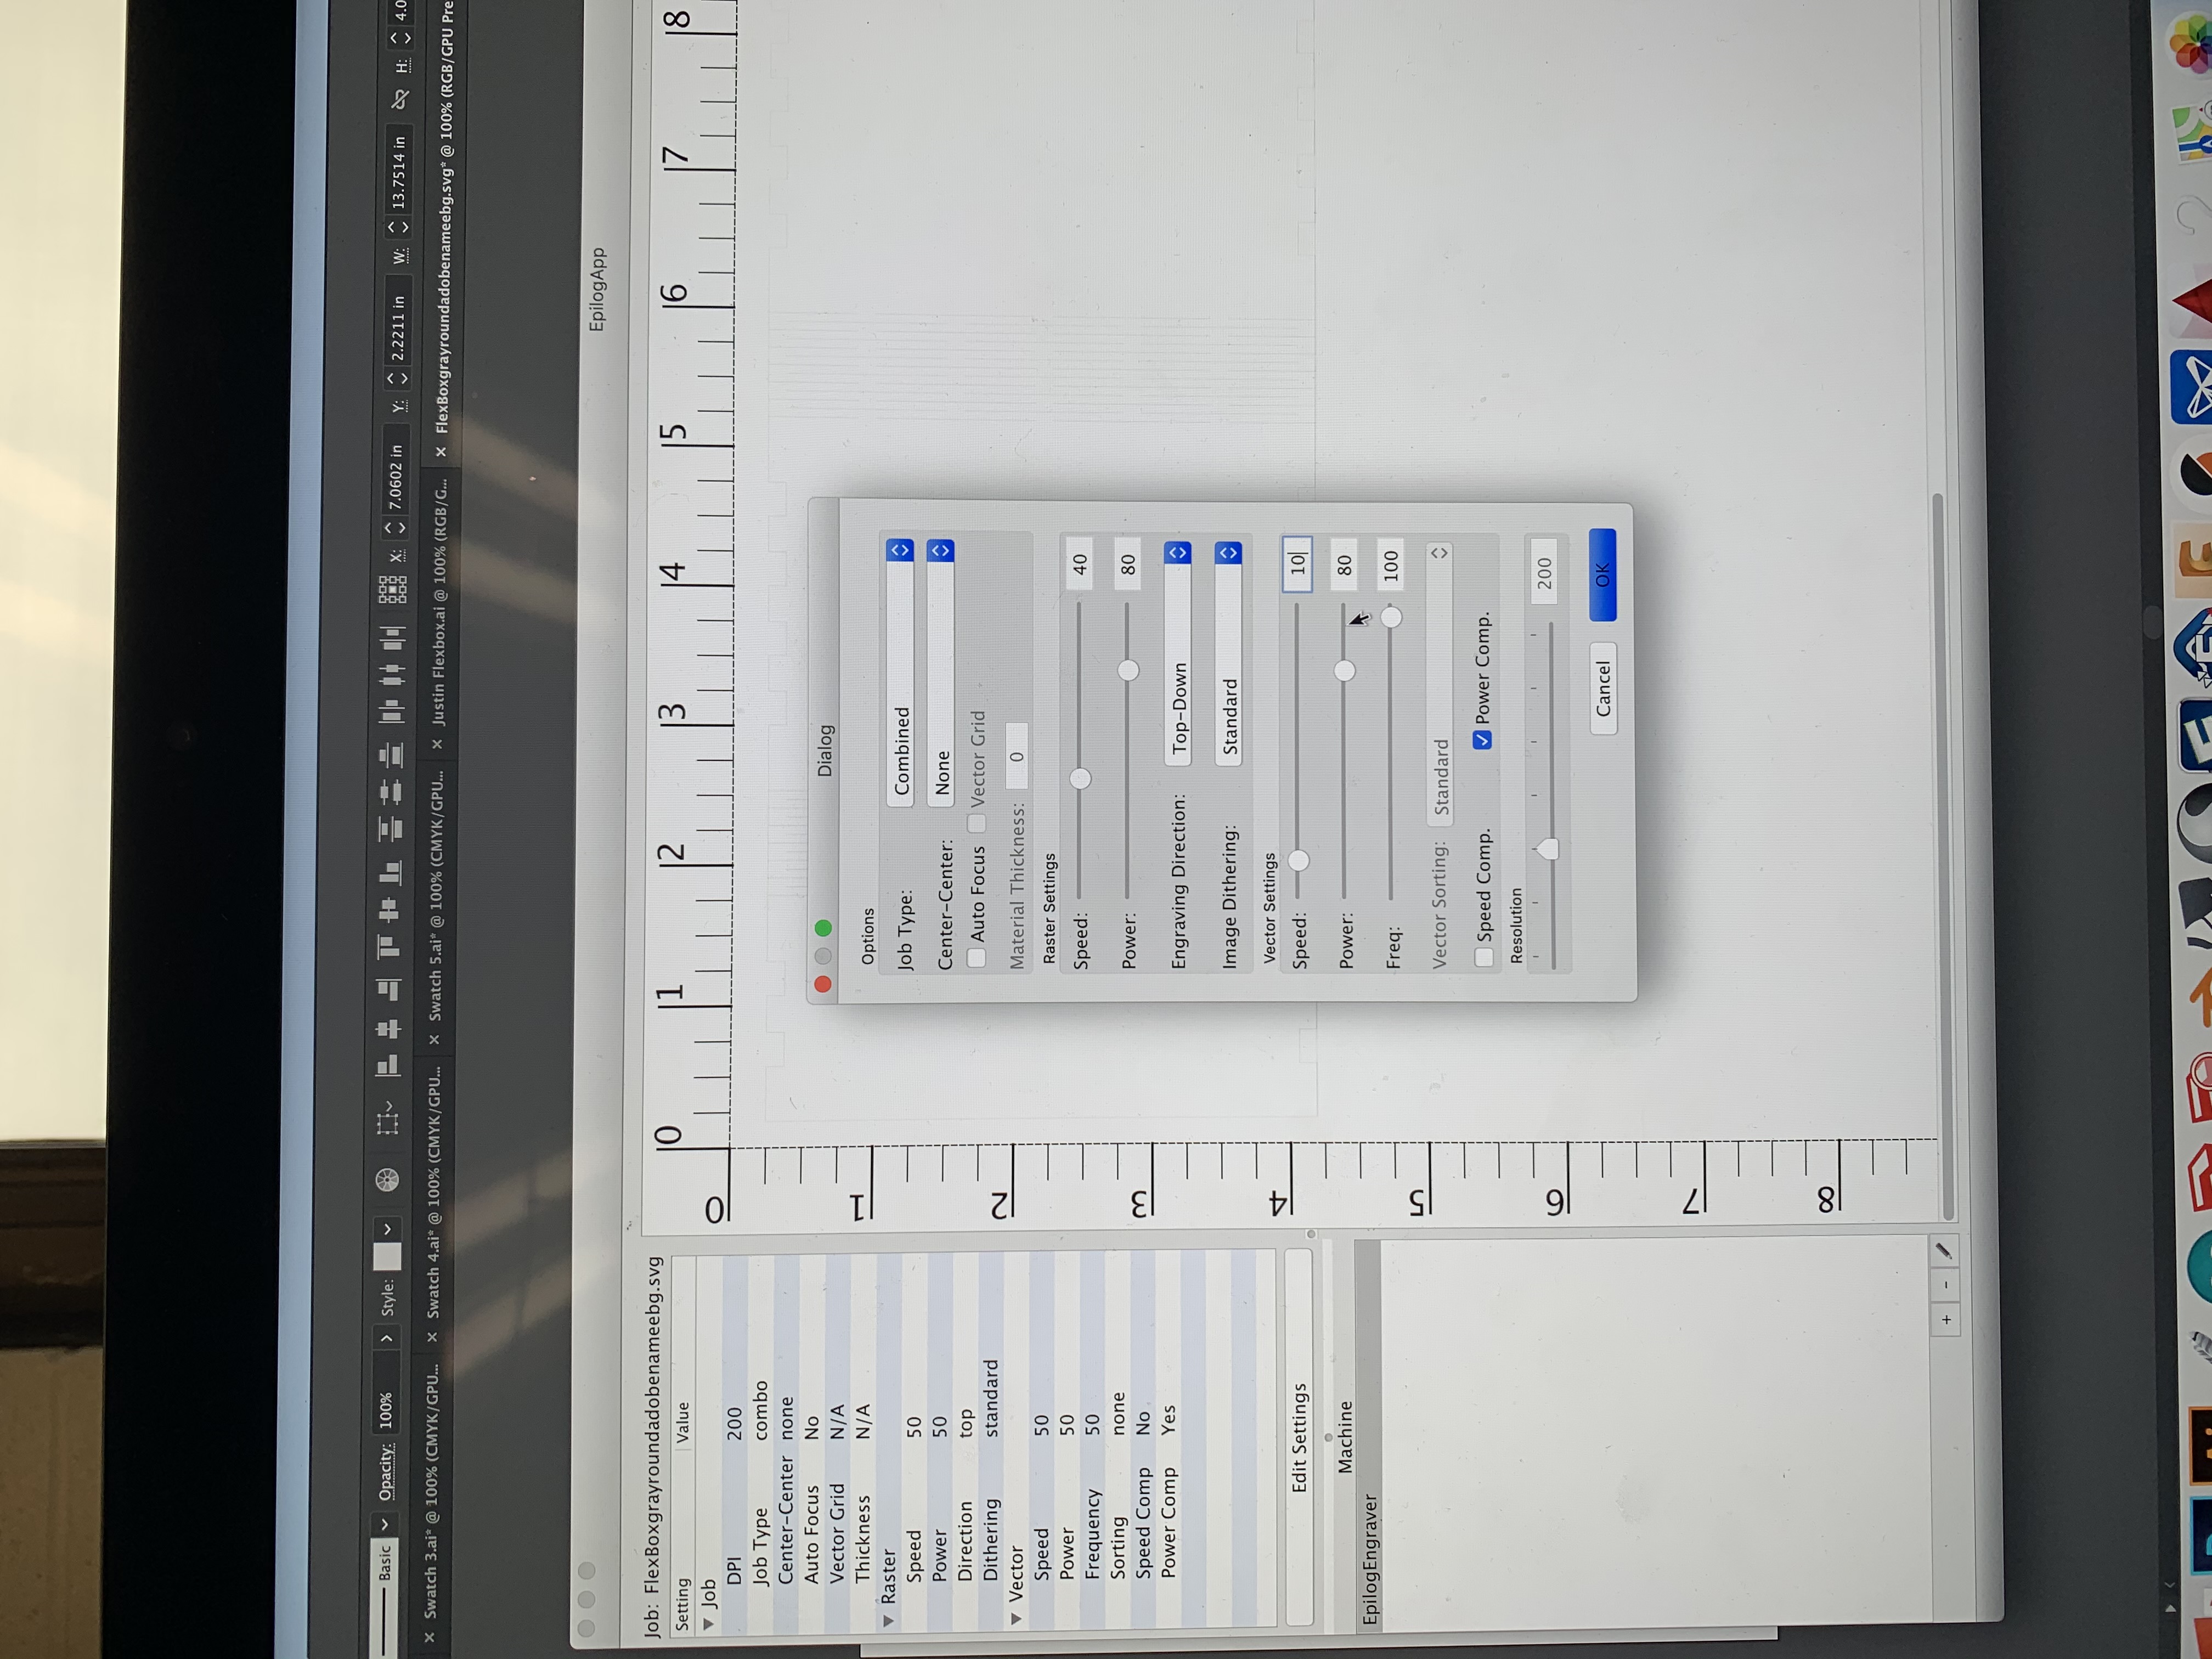 Basic Opacity: 100% Style: X: 7.0602 in Y: 2.2211 in W: 13.7514 in H: 4.0
Swatch 3.ai* @ 100% (CMYK/GPU... Swatch 4.ai* @ 100% (CMYK/GPU... Swatch 5.ai* @ 100% (CMYK/GPU... Justin Flexbox.ai @ 100% (RGB/G... FlexBoxgrayroundadobenameebg.svg* @ 100% (RGB/GPU Pre
EpilogApp
Job: FlexBoxgrayroundadobenameebg.svg
Setting Value
Job
DPI 200
Job Type combo
Center-Center none
Auto Focus No
Vector Grid N/A
Thickness N/A
Raster
Speed 50
Power 50
Direction top
Dithering standard
Vector
Speed 50
Power 50
Frequency 50
Sorting none
Speed Comp No
Power Comp Yes
Edit Settings
Machine
EpilogEngraver
+ -
0 1 2 3 4 5 6 7 8
0
1
2
3
4
5
6
7
8
Dialog
Options
Job Type: Combined
Center-Center: None
Auto Focus Vector Grid
Material Thickness: 0
Raster Settings
Speed: 40
Power: 80
Engraving Direction: Top-Down
Image Dithering: Standard
Vector Settings
Speed: 10
Power: 80
Freq: 100
Vector Sorting: Standard
Speed Comp. Power Comp.
Resolution
200
Cancel OK